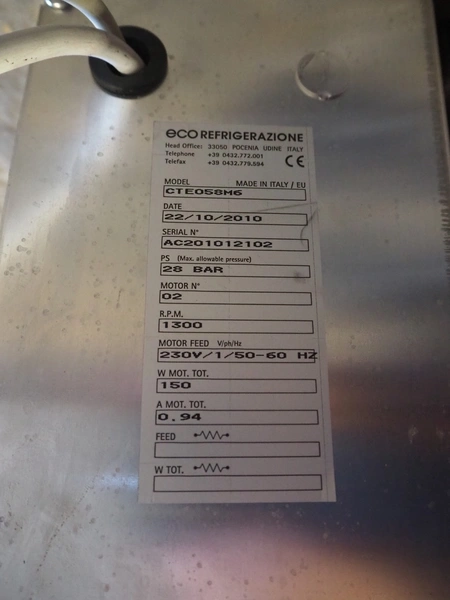 ecoREFRIGERAZIONE
Head Office: 33050 POCENIA UDINE ITALY
Telephone +39 0432.772.001
Telefax +39 0432.779.594
CE
MODEL MADE IN ITALY / EU
CTE058M6
DATE
22/10/2010
SERIAL N°
AC201012102
PS (Max. allowable pressure)
28 BAR
MOTOR N°
02
R.P.M.
1300
MOTOR FEED V/ph/Hz
230V/1/50-60 HZ
W MOT. TOT.
150
A MOT. TOT.
0.94
FEED
W TOT.